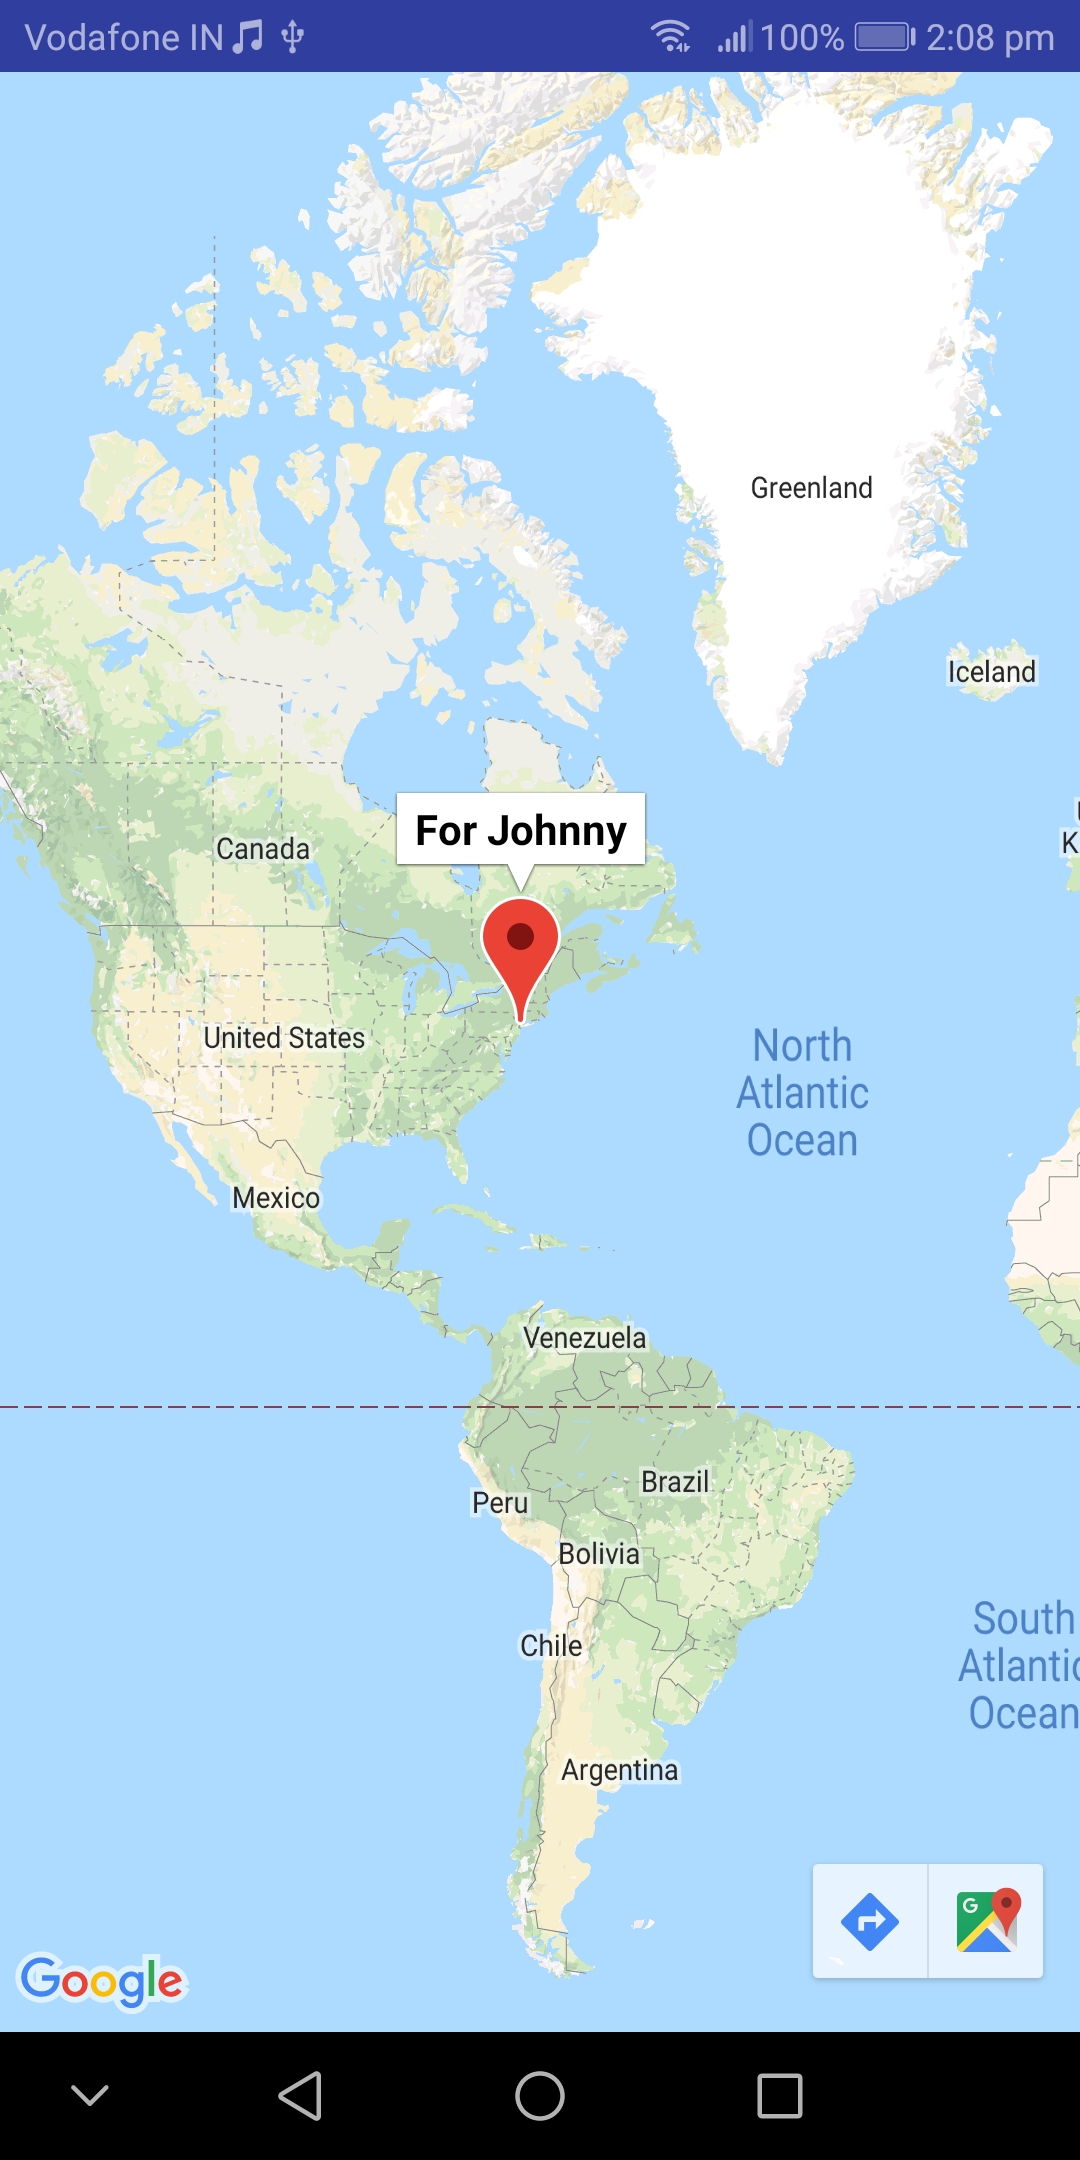 Vodafone IN 100% 2:08 pm
Greenland
Iceland
For Johnny
K
Canada
United States
North
Atlantic
Ocean
Mexico
Venezuela
Brazil
Peru
Bolivia
South
Chile
Atlantic
Ocean
Argentina
G
Google